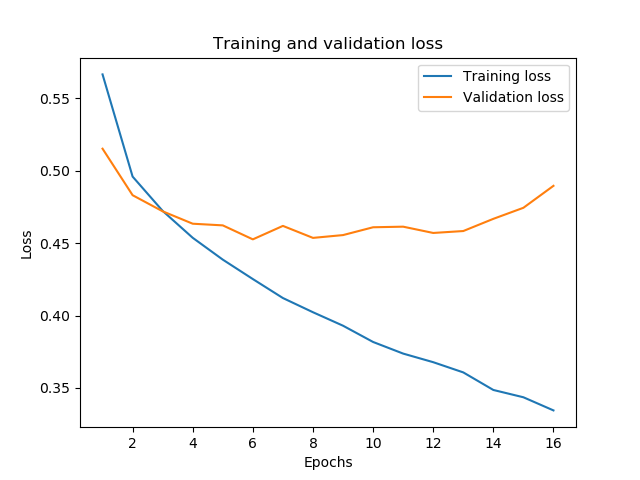 Training and validation loss
Training loss
Validation loss
0.55
0.50
0.45
0.40
0.35
Loss
2 4 6 8 10 12 14 16
Epochs